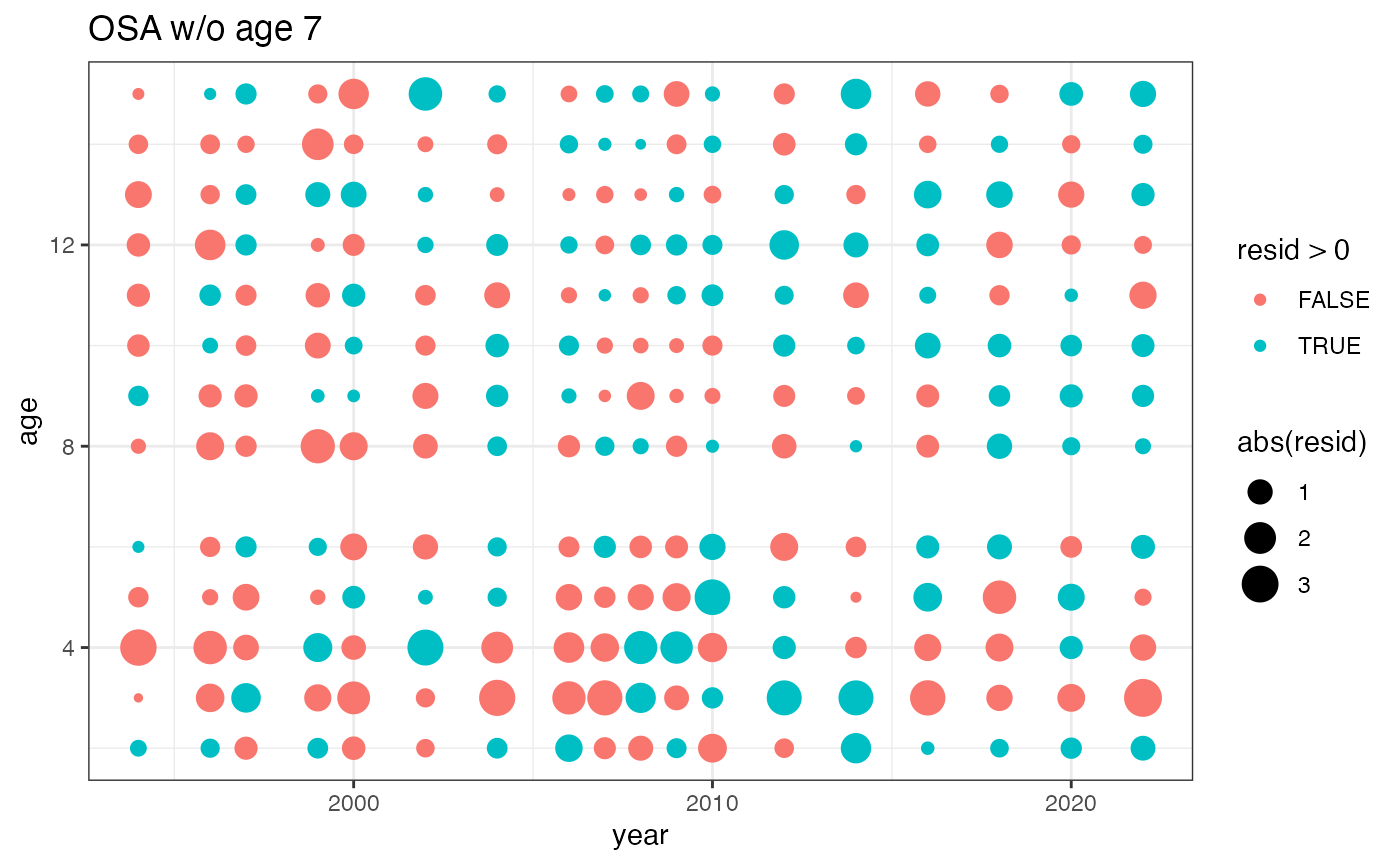 OSA w/o age 7
age
12
8
4
2000
2010
2020
year
resid > 0
FALSE
TRUE
abs(resid)
1
2
3